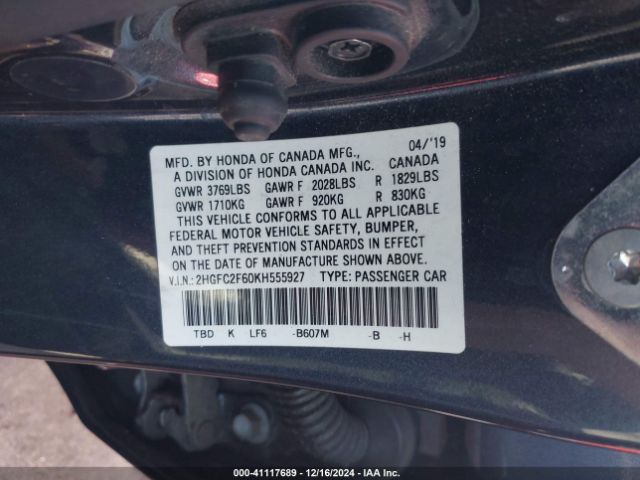 MFD. BY HONDA OF CANADA MFG., 04/'19
A DIVISION OF HONDA CANADA INC. CANADA
GVWR 3769LBS GAWR F 2028LBS R 1829LBS
GVWR 1710KG GAWR F 920KG R 830KG
THIS VEHICLE CONFORMS TO ALL APPLICABLE
FEDERAL MOTOR VEHICLE SAFETY, BUMPER,
AND THEFT PREVENTION STANDARDS IN EFFECT
ON THE DATE OF MANUFACTURE SHOWN ABOVE.
V.I.N.: 2HGFC2F60KH555927 TYPE: PASSENGER CAR
TBD K LF6 -B607M -B -H
000-41117689 - 12/16/2024 - IAA Inc.